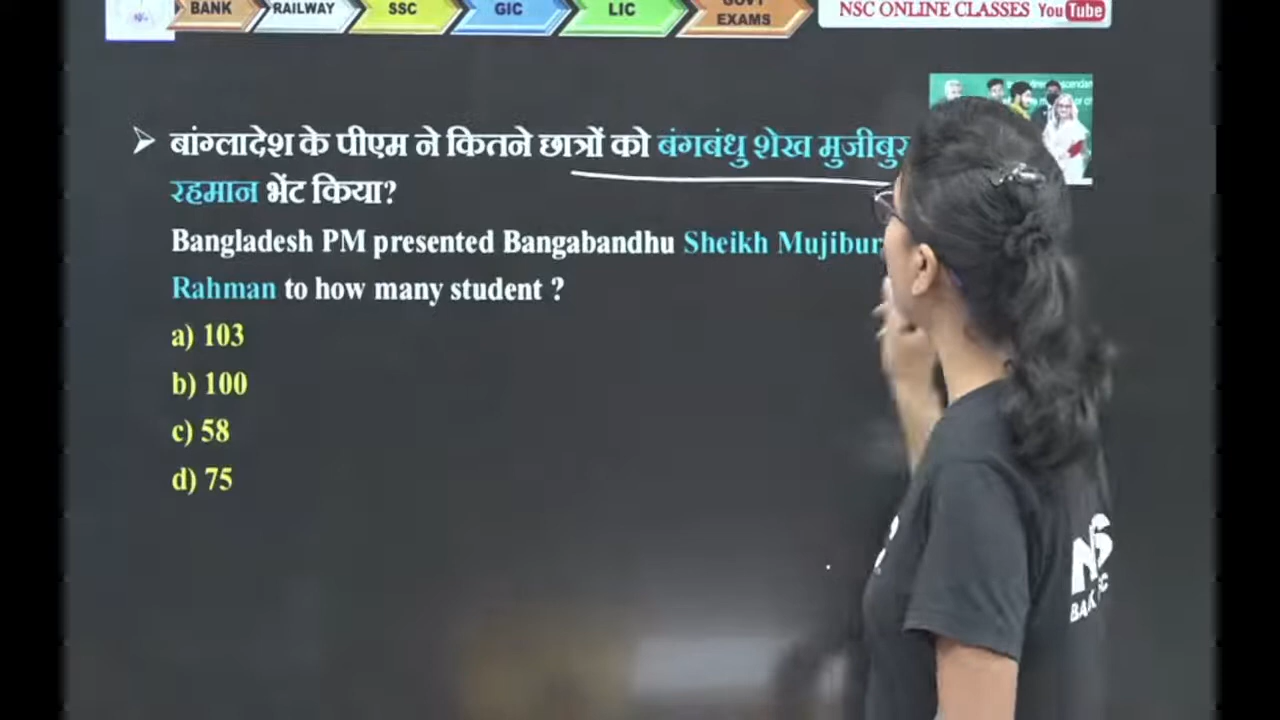 BANK RAILWAY SSC GIC LIC GOVT EXAMS
NSC ONLINE CLASSES YouTube
बांग्लादेश के पीएम ने कितने छात्रों को बंगबंधु शेख मुजीबुर
रहमान भेंट किया?
Bangladesh PM presented Bangabandhu Sheikh Mujibur
Rahman to how many student ?
a) 103
b) 100
c) 58
d) 75